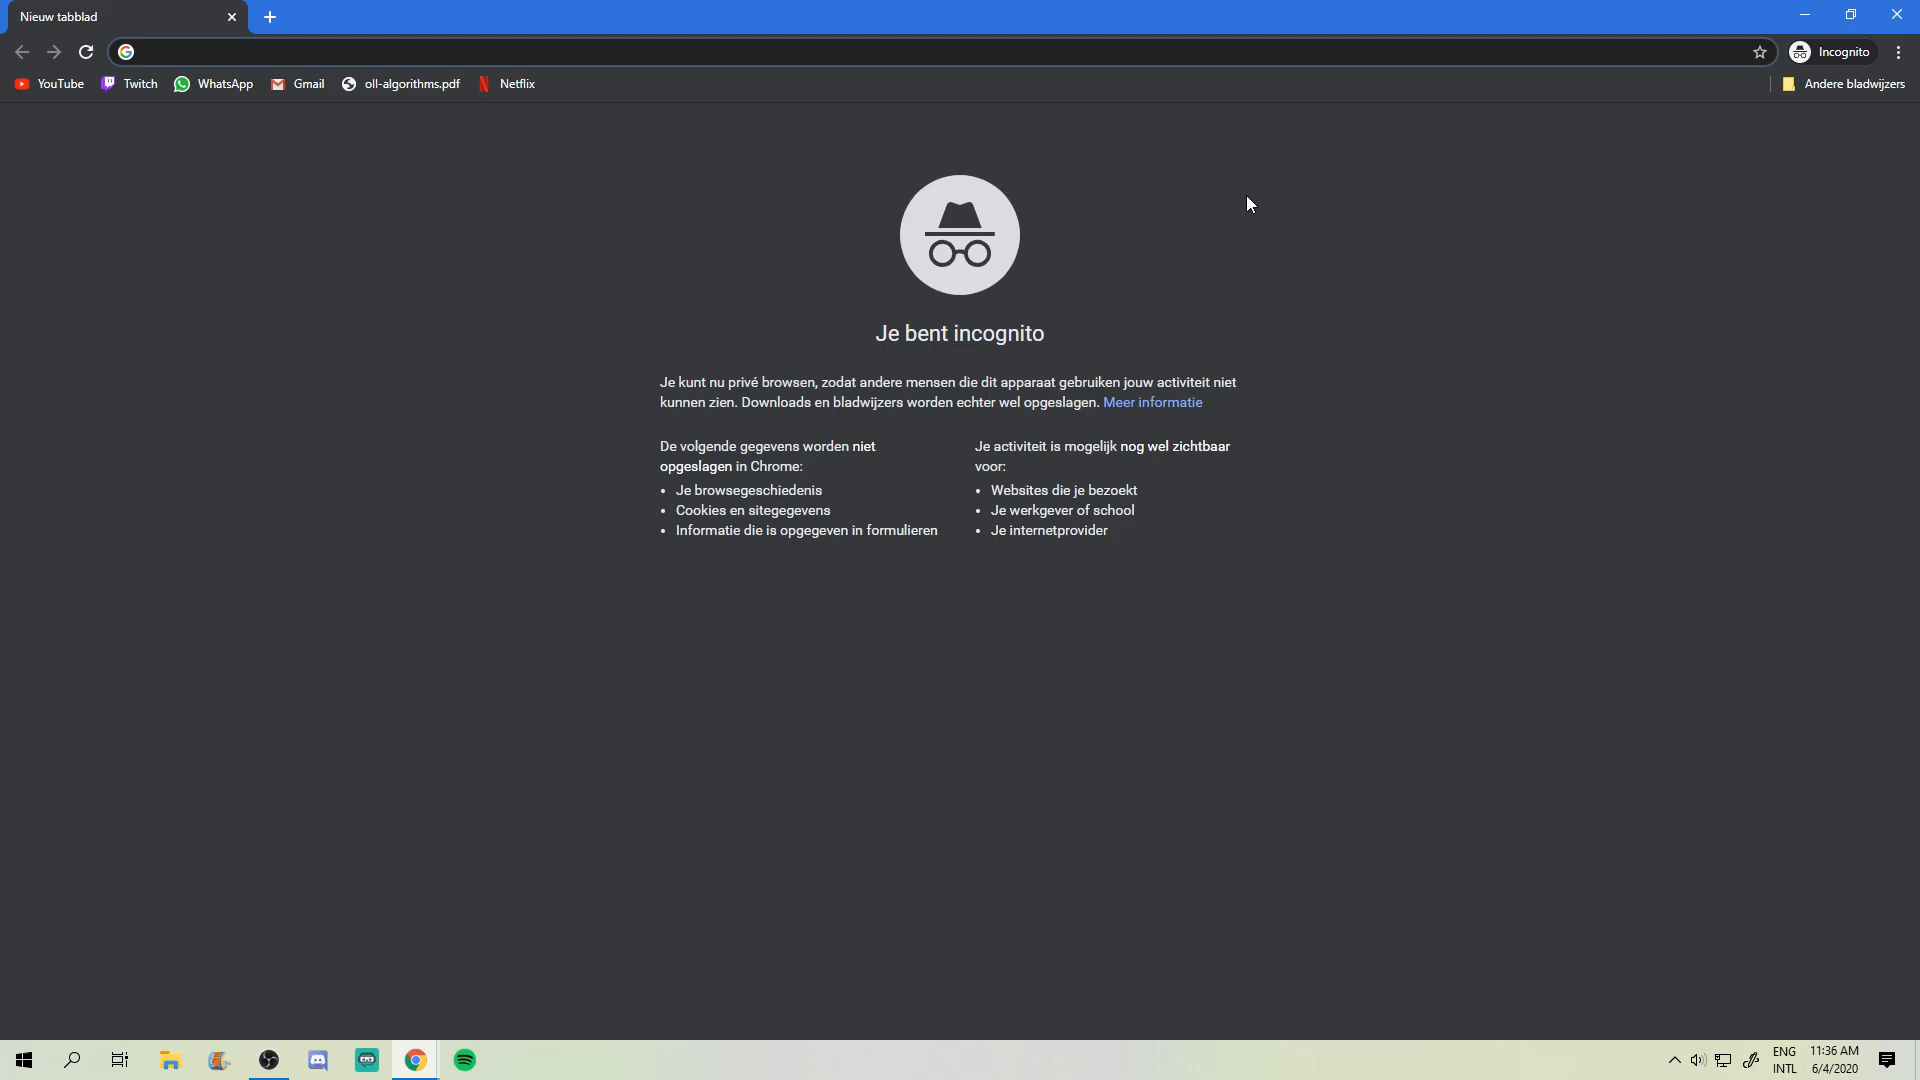 Nieuw tabblad
Incognito
YouTube
Twitch
WhatsApp
Gmail
oll-algorithms.pdf
Netflix
Andere bladwijzers
Je bent incognito
Je kunt nu privé browsen, zodat andere mensen die dit apparaat gebruiken jouw activiteit niet
kunnen zien. Downloads en bladwijzers worden echter wel opgeslagen. Meer informatie
De volgende gegevens worden niet
opgeslagen in Chrome:
• Je browsegeschiedenis
• Cookies en sitegegevens
• Informatie die is opgegeven in formulieren
Je activiteit is mogelijk nog wel zichtbaar
voor:
• Websites die je bezoekt
• Je werkgever of school
• Je internetprovider
ENG
INTL
11:36 AM
6/4/2020